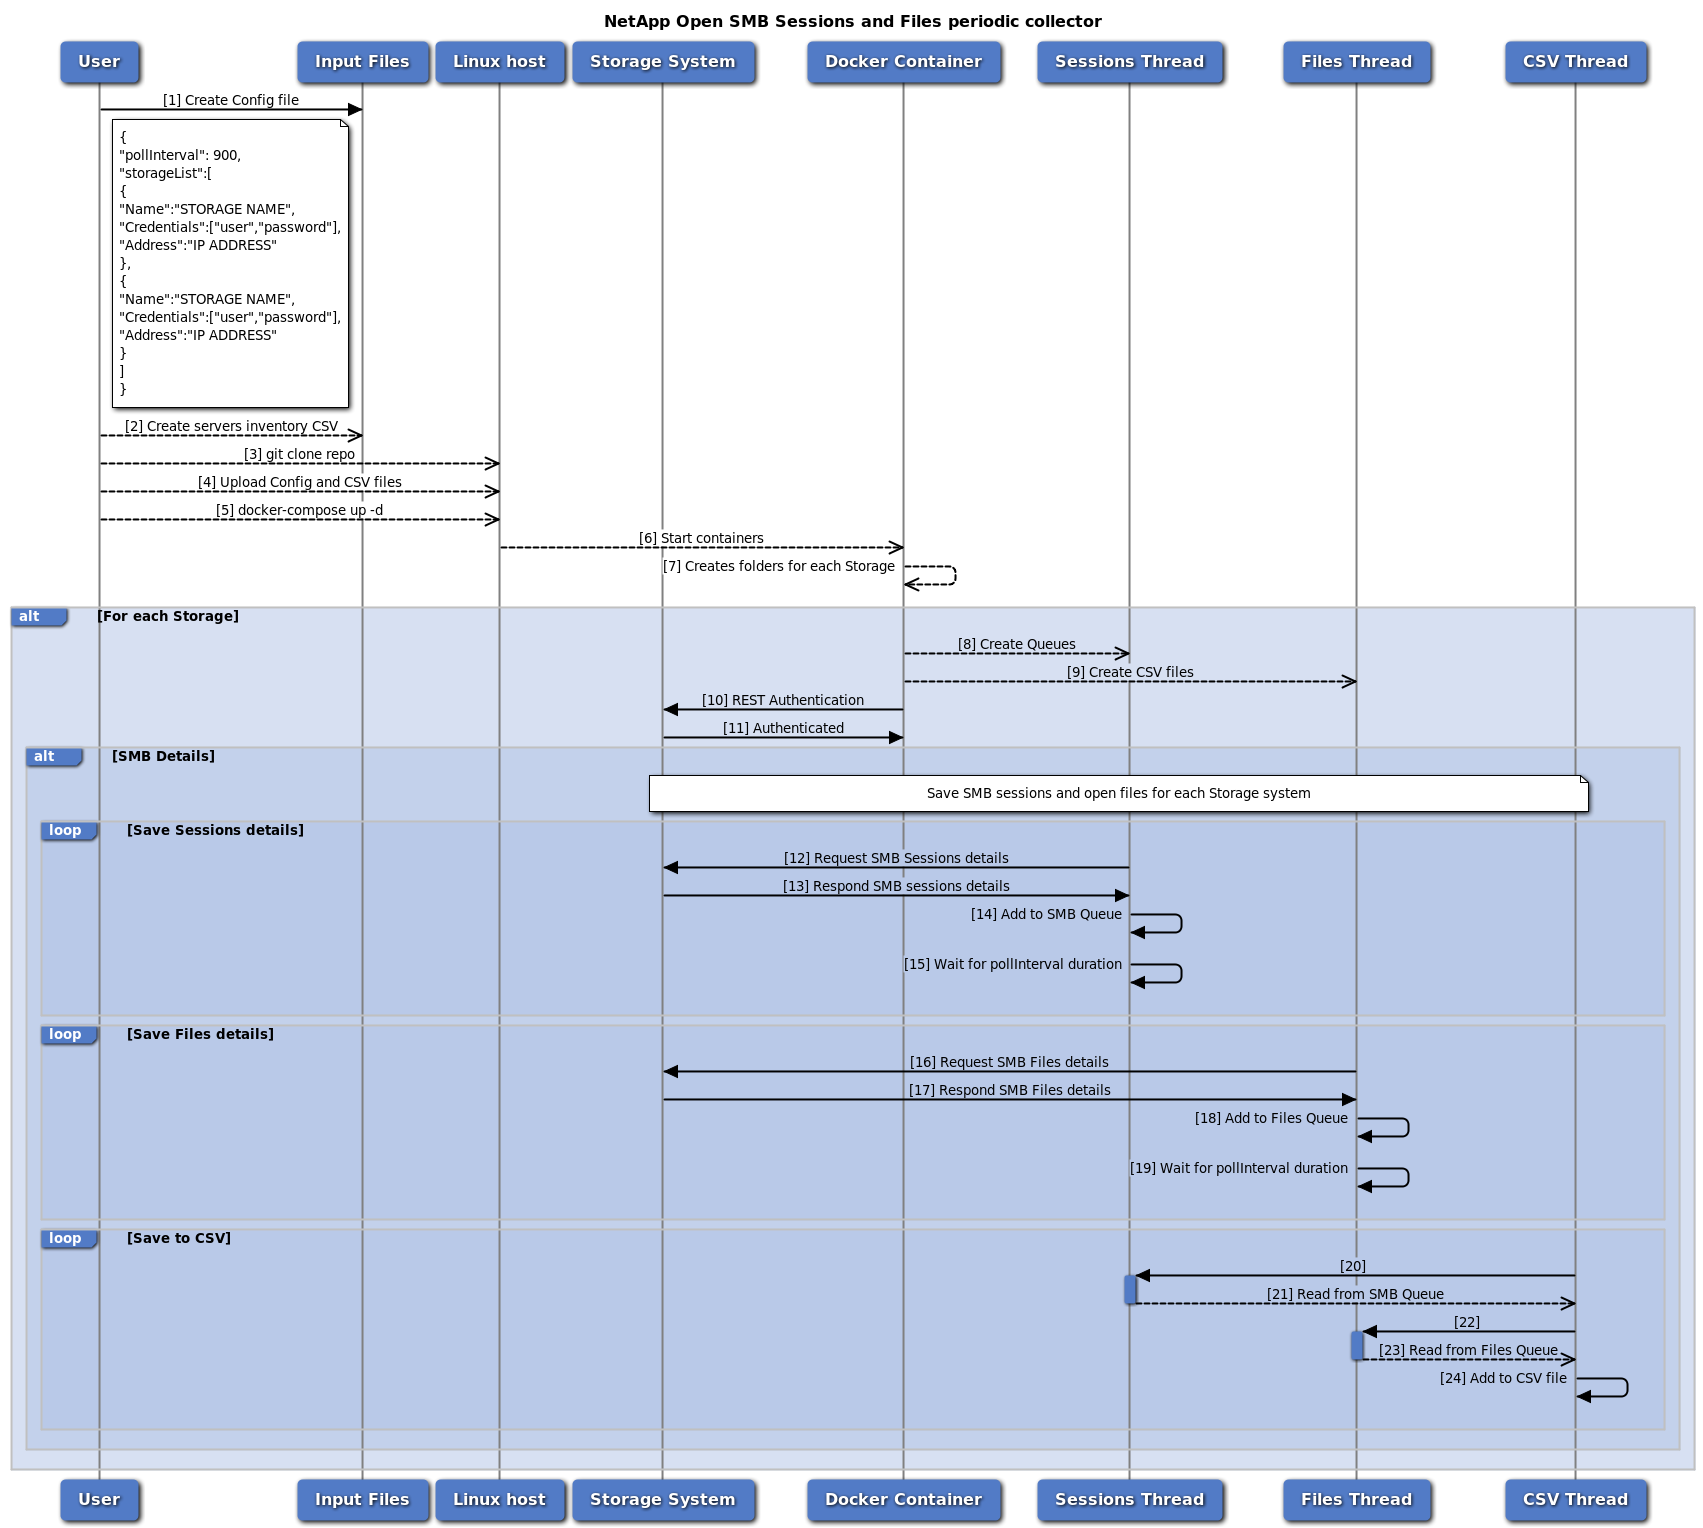 NetApp Open SMB Sessions and Files periodic collector
User
Input Files
Linux host
Storage System
Docker Container
Sessions Thread
Files Thread
CSV Thread
[1] Create Config file
{
"pollInterval": 900,
"storageList":[
{
"Name":"STORAGE NAME",
"Credentials":["user","password"],
"Address":"IP ADDRESS"
},
{
"Name":"STORAGE NAME",
"Credentials":["user","password"],
"Address":"IP ADDRESS"
}
]
}
[2] Create servers inventory CSV
[3] git clone repo
[4] Upload Config and CSV files
[5] docker-compose up -d
[6] Start containers
[7] Creates folders for each Storage
alt [For each Storage]
[8] Create Queues
[9] Create CSV files
[10] REST Authentication
[11] Authenticated
alt [SMB Details]
Save SMB sessions and open files for each Storage system
loop [Save Sessions details]
[12] Request SMB Sessions details
[13] Respond SMB sessions details
[14] Add to SMB Queue
[15] Wait for pollInterval duration
loop [Save Files details]
[16] Request SMB Files details
[17] Respond SMB Files details
[18] Add to Files Queue
[19] Wait for pollInterval duration
loop [Save to CSV]
[20]
[21] Read from SMB Queue
[22]
[23] Read from Files Queue
[24] Add to CSV file
User
Input Files
Linux host
Storage System
Docker Container
Sessions Thread
Files Thread
CSV Thread